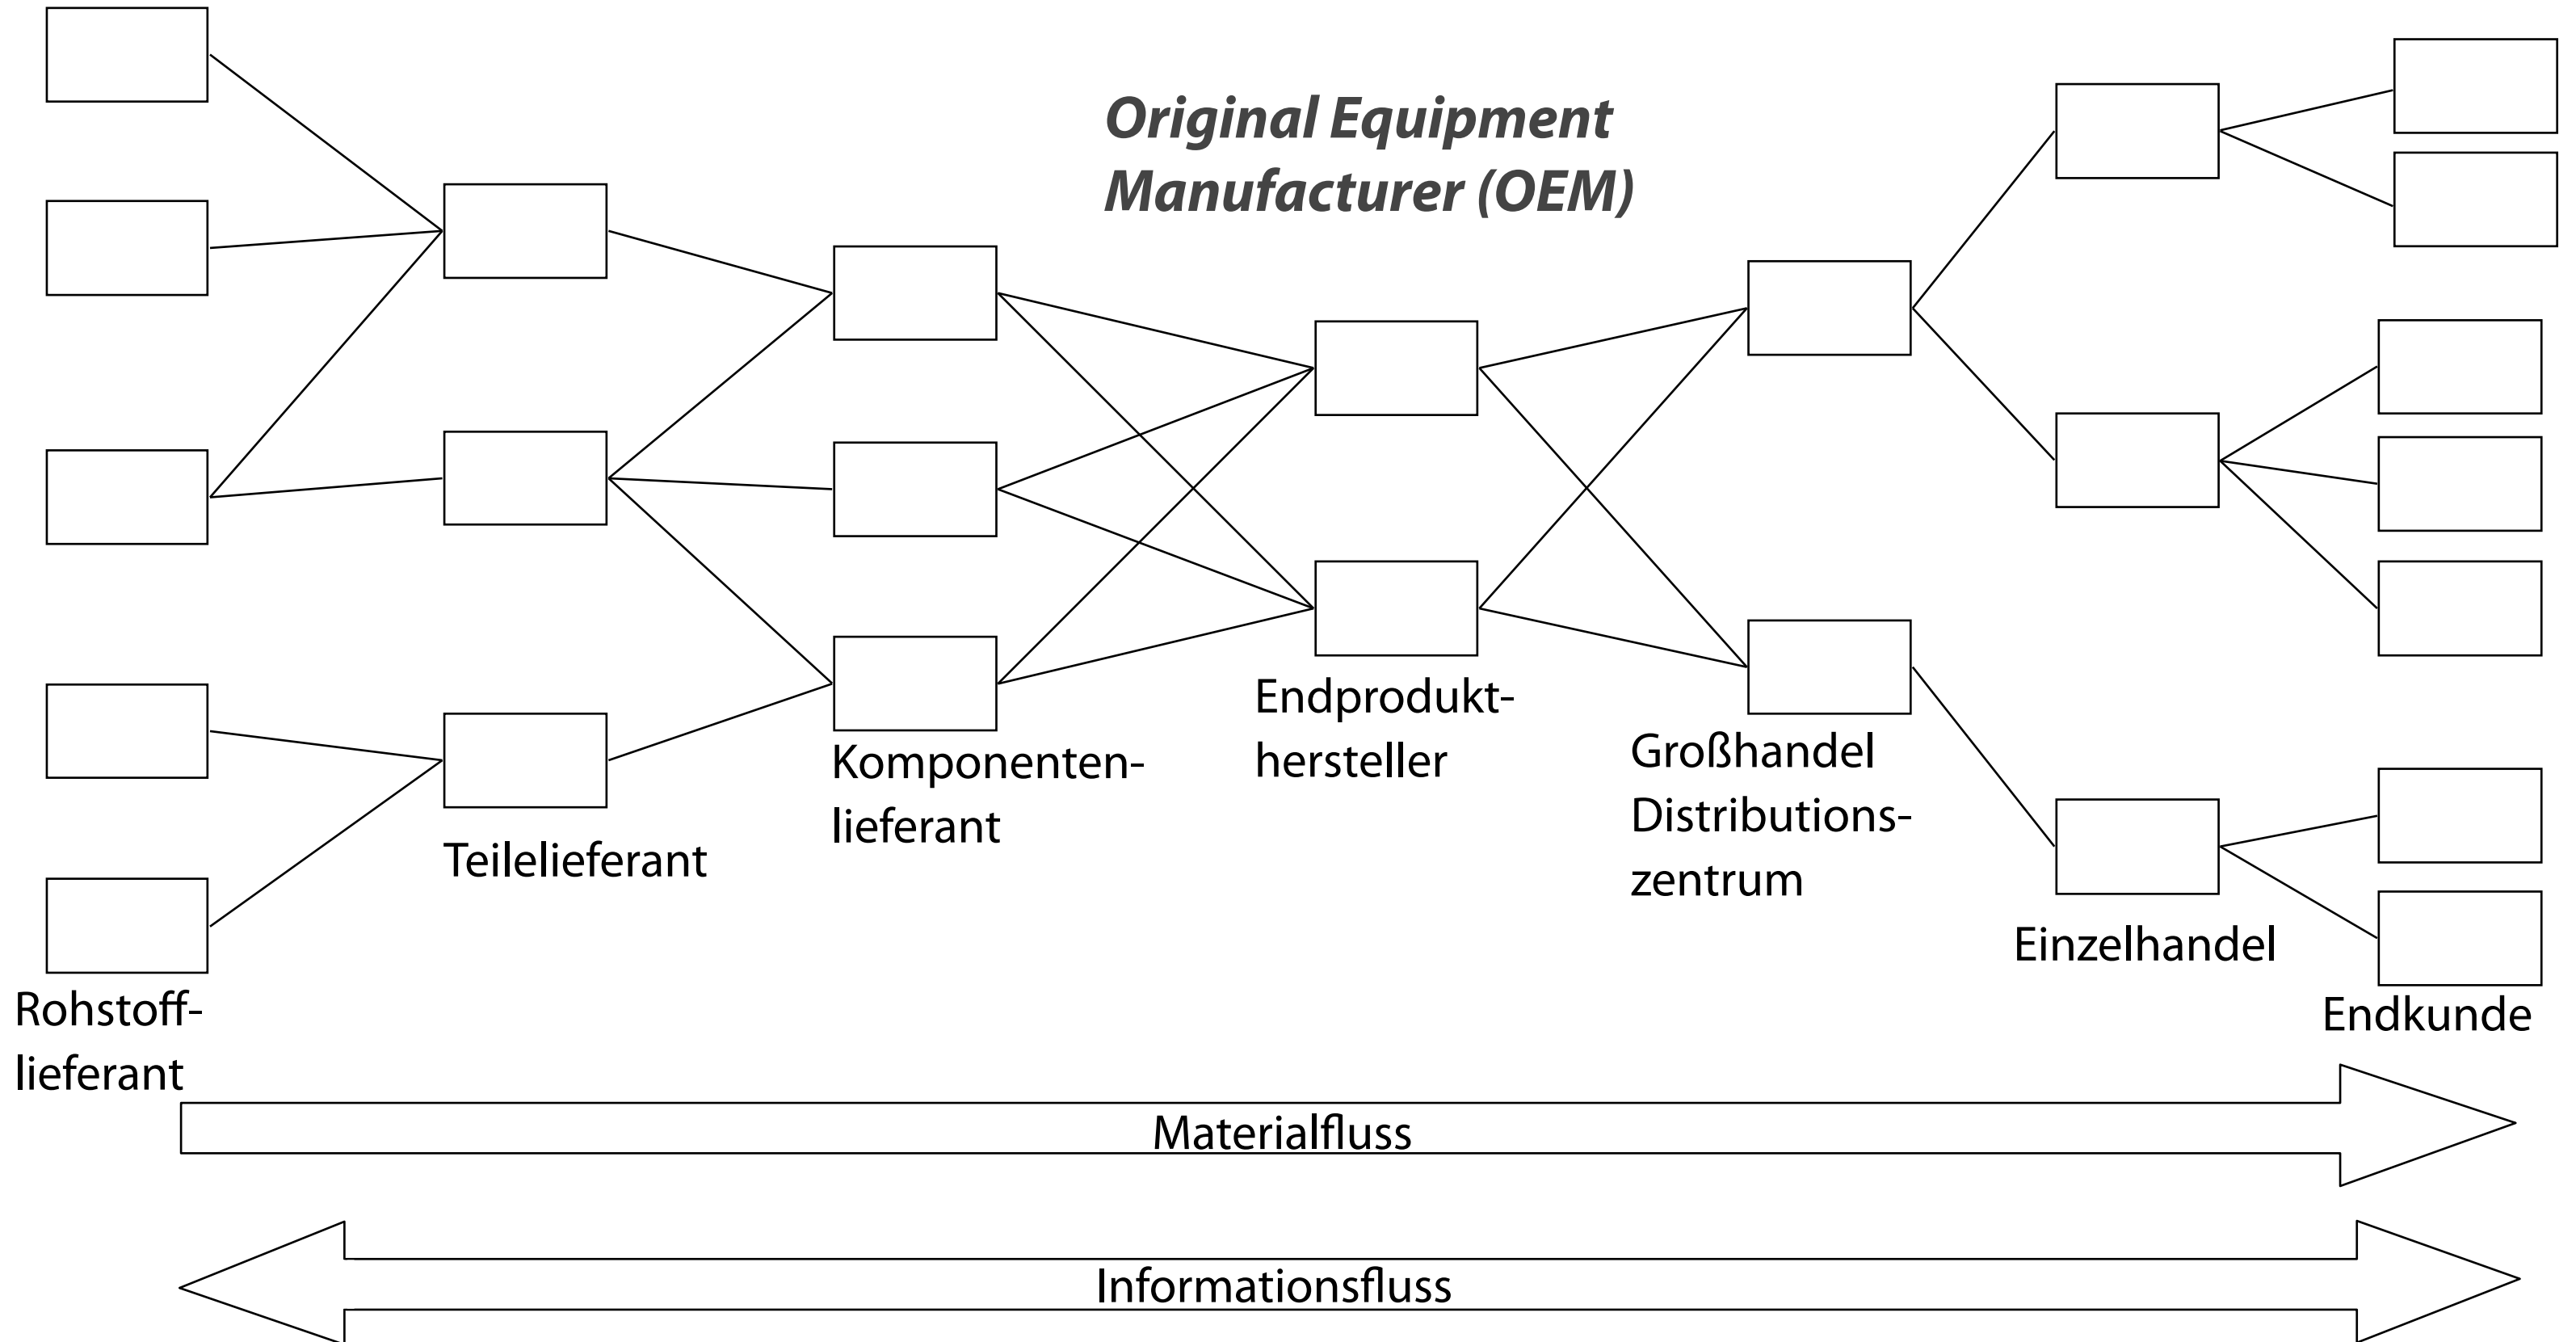 Original Equipment
Manufacturer (OEM)
Rohstoff-
lieferant
Teilelieferant
Komponenten-
lieferant
Endprodukt-
hersteller
Großhandel
Distributions-
zentrum
Einzelhandel
Endkunde
Materialfluss
Informationsfluss